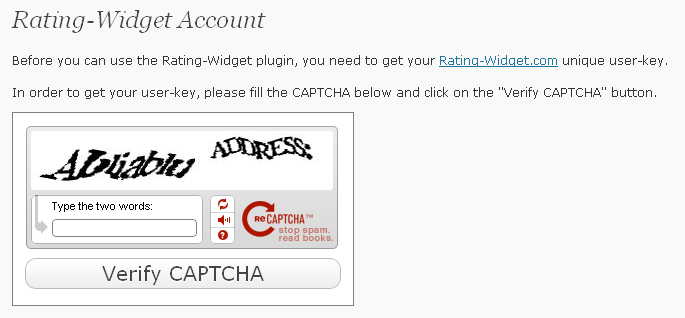 Rating-Widget Account
Before you can use the Rating-Widget plugin, you need to get your Rating-Widget.com unique user-key.
In order to get your user-key, please fill the CAPTCHA below and click on the "Verify CAPTCHA" button.
Type the two words:
reCAPTCHA™
stop spam.
read books.
Verify CAPTCHA